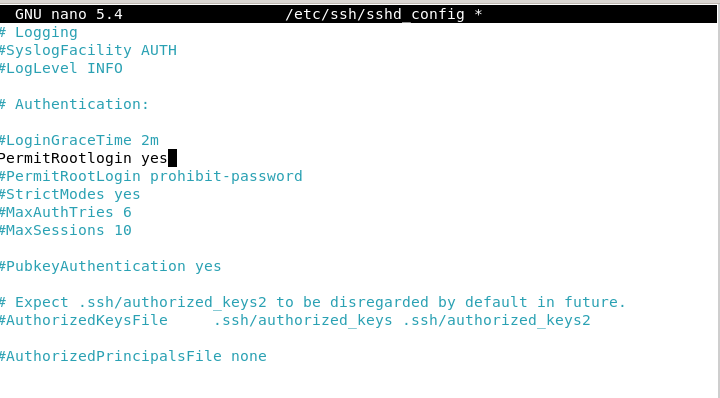 GNU nano 5.4 /etc/ssh/sshd_config *
# Logging
#SyslogFacility AUTH
#LogLevel INFO
# Authentication:
#LoginGraceTime 2m
PermitRootlogin yes
#PermitRootLogin prohibit-password
#StrictModes yes
#MaxAuthTries 6
#MaxSessions 10
#PubkeyAuthentication yes
# Expect .ssh/authorized_keys2 to be disregarded by default in future.
#AuthorizedKeysFile .ssh/authorized_keys .ssh/authorized_keys2
#AuthorizedPrincipalsFile none